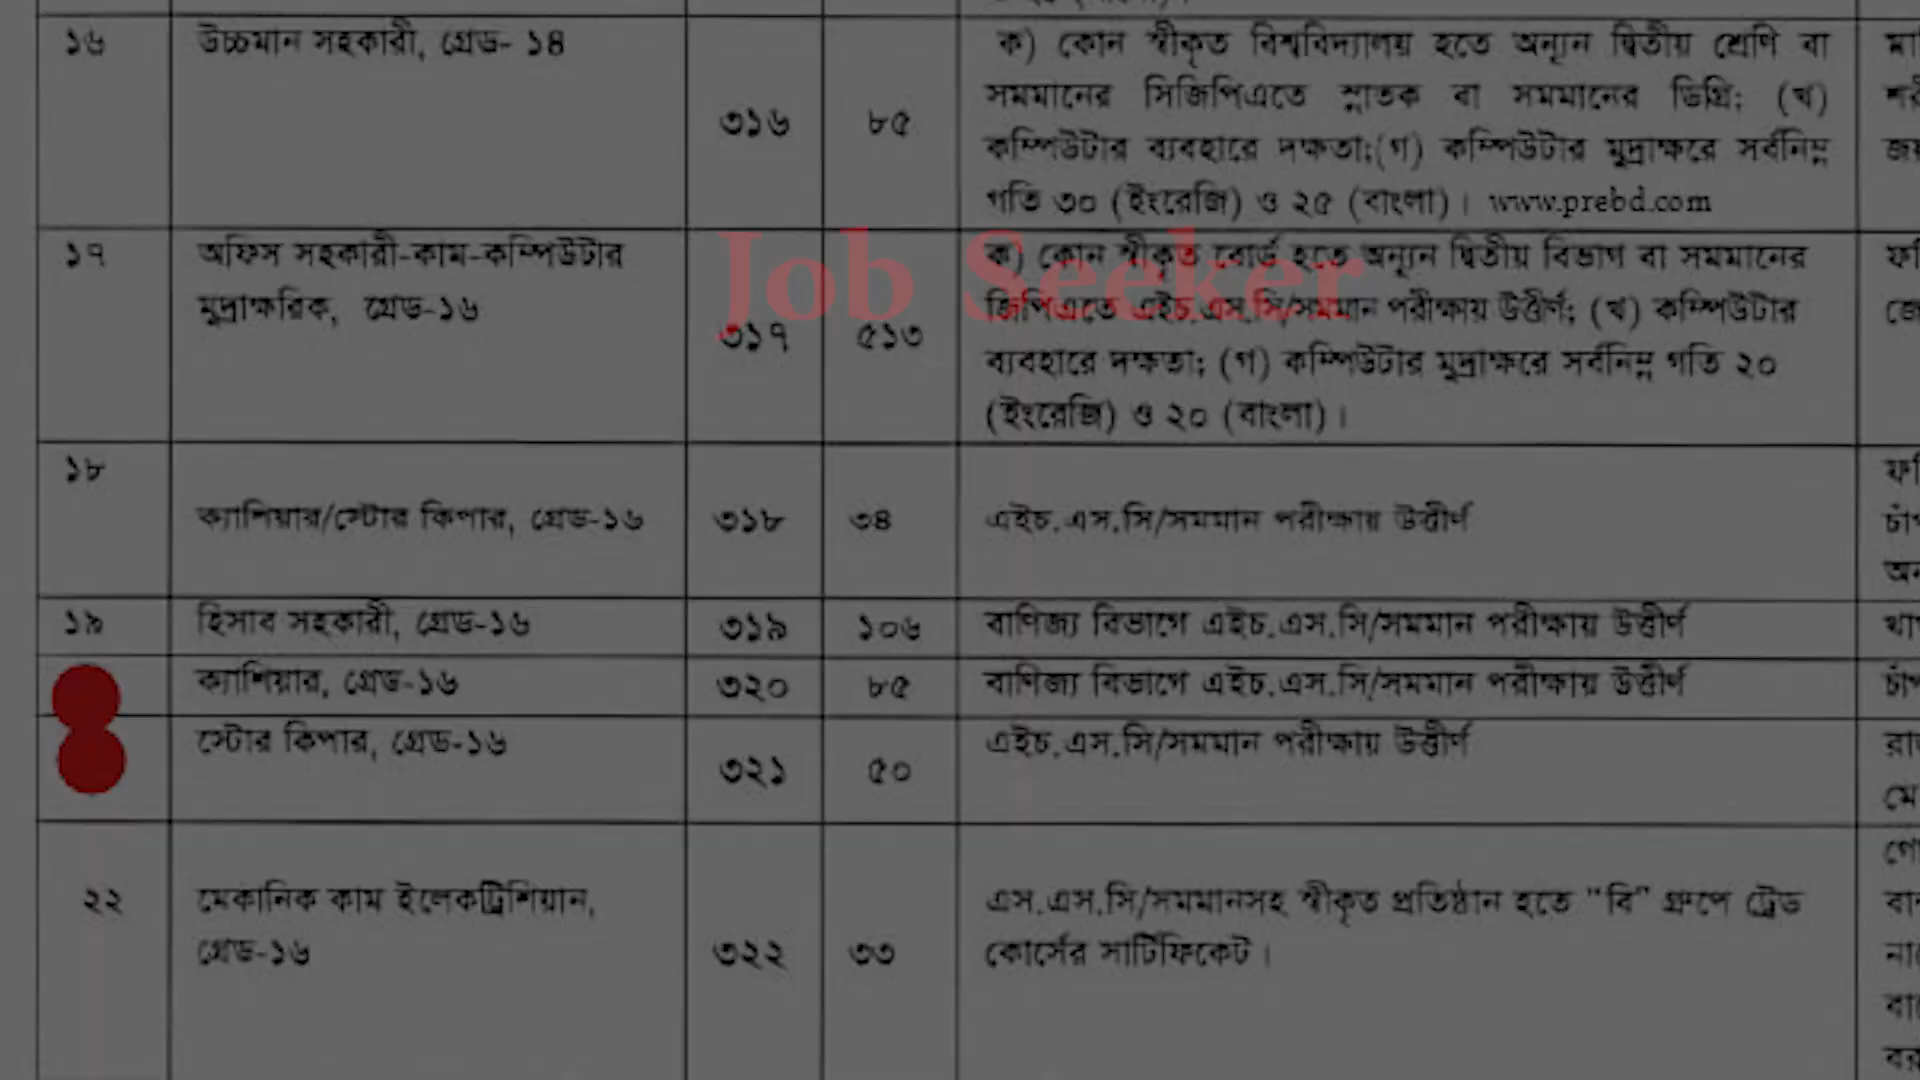 ১৬ উচ্চমান সহকারী, গ্রেড- ১৪ ৩১৬ ৮৫
ক) কোন স্বীকৃত বিশ্ববিদ্যালয় হতে অন্যূন দ্বিতীয় শ্রেণি বা
সমমানের সিজিপিএতে স্নাতক বা সমমানের ডিগ্রি; (খ)
কম্পিউটার ব্যবহারে দক্ষতা;(গ) কম্পিউটার মুদ্রাক্ষরে সর্বনিম্ন
গতি ৩০ (ইংরেজি) ও ২৫ (বাংলা)। www.prebd.com
Job Seeker
১৭ অফিস সহকারী-কাম-কম্পিউটার
মুদ্রাক্ষরিক, গ্রেড-১৬ ৩১৭ ৫১৩
ক) কোন স্বীকৃত বোর্ড হতে অন্যূন দ্বিতীয় বিভাগ বা সমমানের
জিপিএতে এইচ.এস.সি/সমমান পরীক্ষায় উত্তীর্ণ; (খ) কম্পিউটার
ব্যবহারে দক্ষতা; (গ) কম্পিউটার মুদ্রাক্ষরে সর্বনিম্ন গতি ২০
(ইংরেজি) ও ২০ (বাংলা)।
১৮ ক্যাশিয়ার/স্টোর কিপার, গ্রেড-১৬ ৩১৮ ৩৪ এইচ.এস.সি/সমমান পরীক্ষায় উত্তীর্ণ
১৯ হিসাব সহকারী, গ্রেড-১৬ ৩১৯ ১০৬ বাণিজ্য বিভাগে এইচ.এস.সি/সমমান পরীক্ষায় উত্তীর্ণ
ক্যাশিয়ার, গ্রেড-১৬ ৩২০ ৮৫ বাণিজ্য বিভাগে এইচ.এস.সি/সমমান পরীক্ষায় উত্তীর্ণ
স্টোর কিপার, গ্রেড-১৬ ৩২১ ৫০ এইচ.এস.সি/সমমান পরীক্ষায় উত্তীর্ণ
২২ মেকানিক কাম ইলেকট্রিশিয়ান,
গ্রেড-১৬ ৩২২ ৩৩
এস.এস.সি/সমমানসহ স্বীকৃত প্রতিষ্ঠান হতে "বি" গ্রুপে ট্রেড
কোর্সের সার্টিফিকেট।